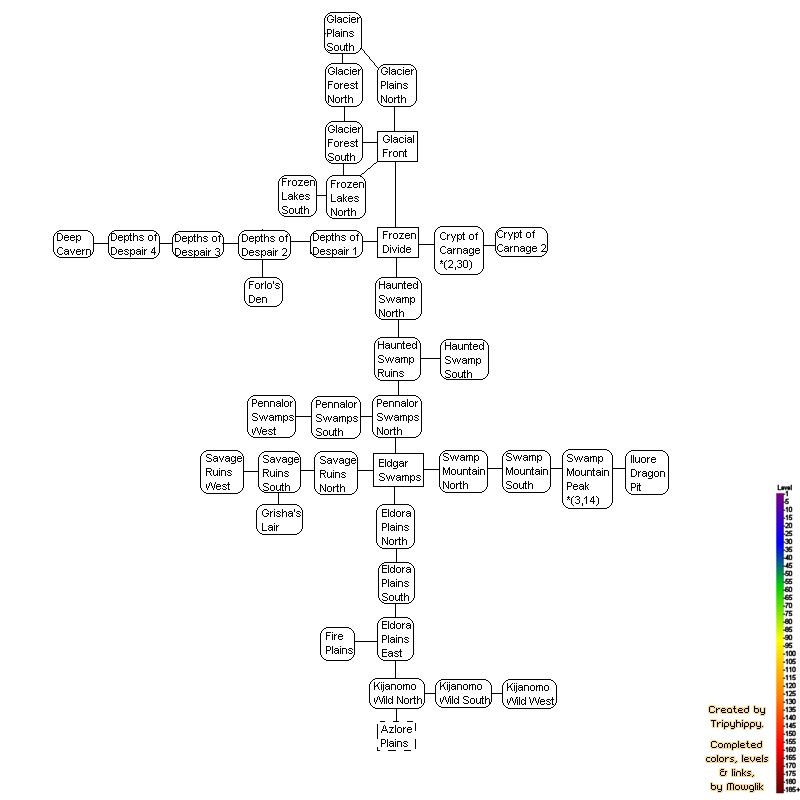 Glacier
Plains
South
Glacier
Forest
North
Glacier
Plains
North
Glacier
Forest
South
Glacial
Front
Frozen
Lakes
South
Frozen
Lakes
North
Deep
Cavern
Depths of
Despair 4
Depths of
Despair 3
Depths of
Despair 2
Depths of
Despair 1
Frozen
Divide
Crypt of
Carnage
*(2,30)
Crypt of
Carnage 2
Forlo's
Den
Haunted
Swamp
North
Haunted
Swamp
Ruins
Haunted
Swamp
South
Pennalor
Swamps
West
Pennalor
Swamps
South
Pennalor
Swamps
North
Savage
Ruins
West
Savage
Ruins
South
Savage
Ruins
North
Eldgar
Swamps
Swamp
Mountain
North
Swamp
Mountain
South
Swamp
Mountain
Peak
*(3,14)
Iluore
Dragon
Pit
Grisha's
Lair
Eldora
Plains
North
Eldora
Plains
South
Fire
Plains
Eldora
Plains
East
Kijanomo
Wild North
Kijanomo
Wild South
Kijanomo
Wild West
Azlore
Plains
Level
-1
-5
-10
-15
-20
-25
-30
-35
-40
-45
-50
-55
-60
-65
-70
-75
-80
-85
-90
-95
-100
-105
-110
-115
-120
-125
-130
-135
-140
-145
-150
-155
-160
-165
-170
-175
-180
-185+
Created by
Tripyhippy.
Completed
colors, levels
& links,
by Mowglik